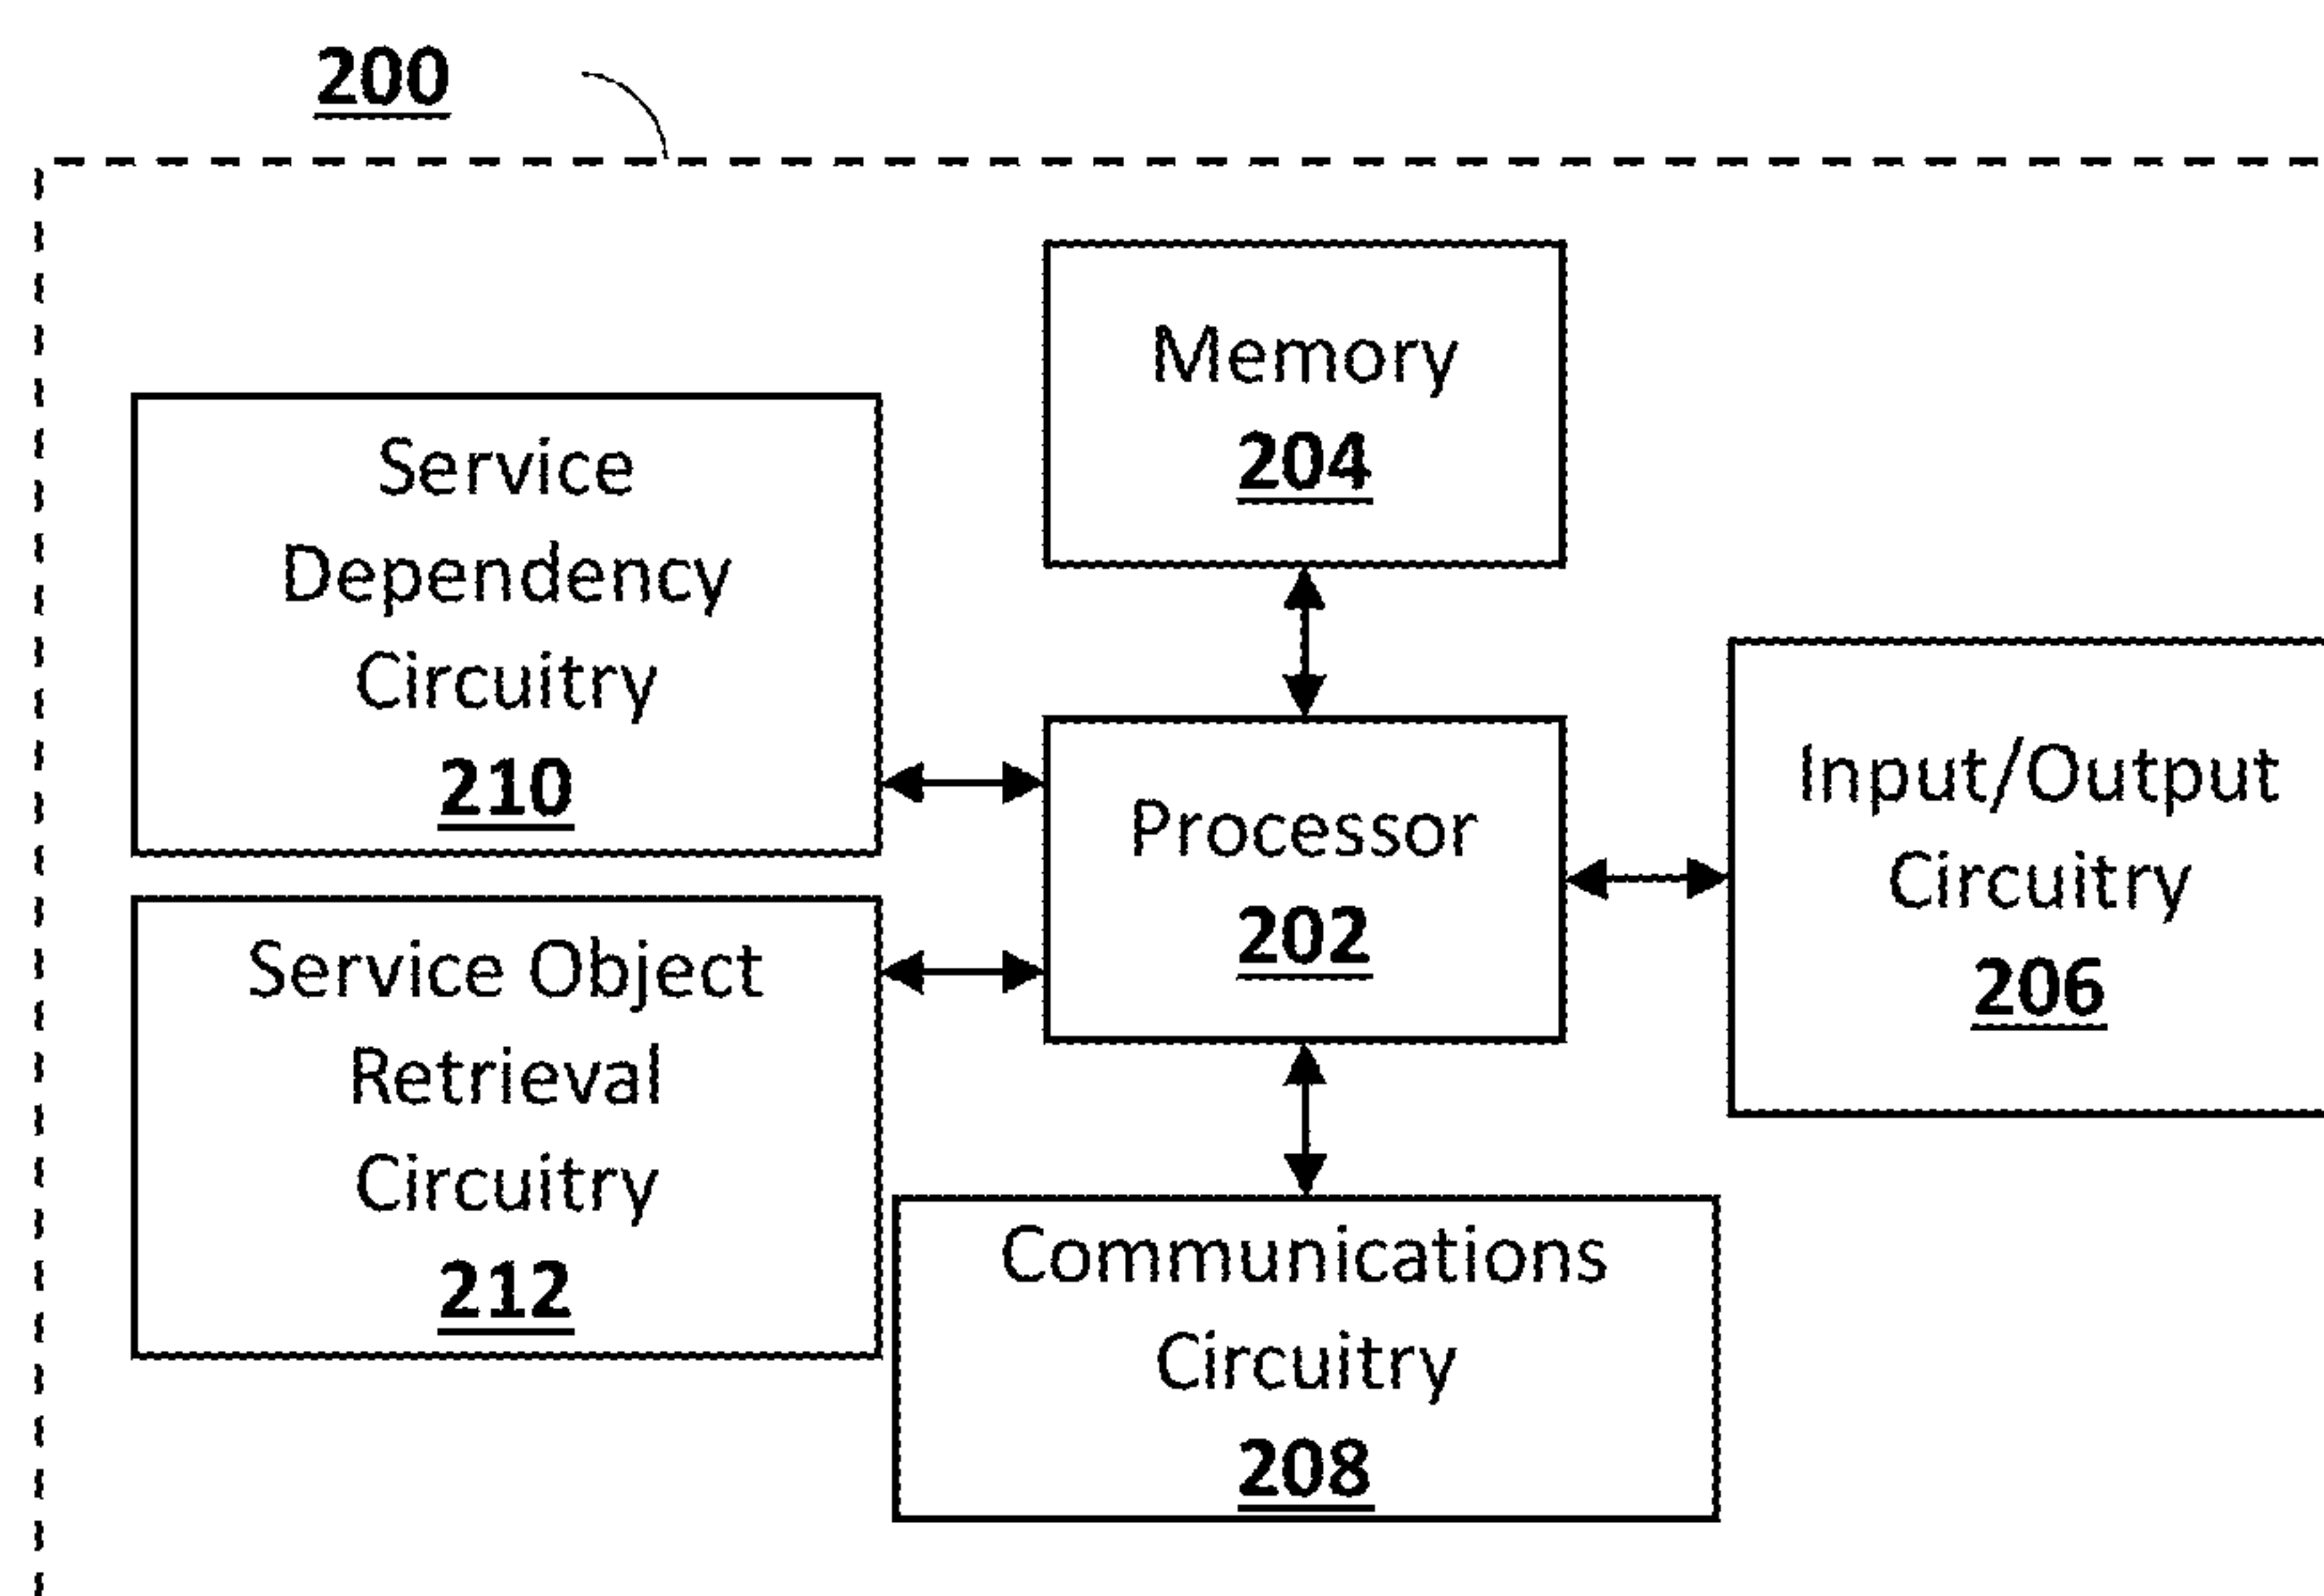 200
Memory
204
Service
Dependency
Circuitry
210
Processor
202
Input/Output
Circuitry
206
Service Object
Retrieval
Circuitry
212
Communications
Circuitry
208